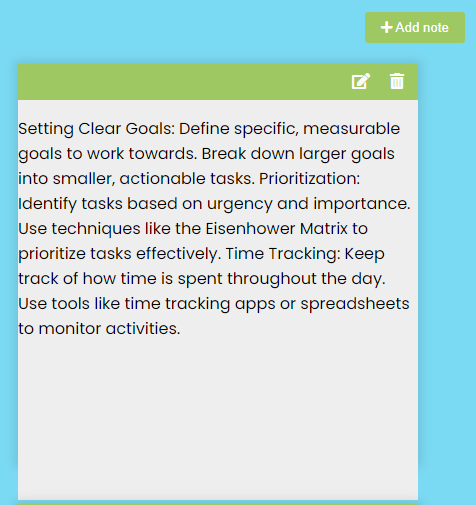 Add note
Setting Clear Goals: Define specific, measurable
goals to work towards. Break down larger goals
into smaller, actionable tasks. Prioritization:
Identify tasks based on urgency and importance.
Use techniques like the Eisenhower Matrix to
prioritize tasks effectively. Time Tracking: Keep
track of how time is spent throughout the day.
Use tools like time tracking apps or spreadsheets
to monitor activities.